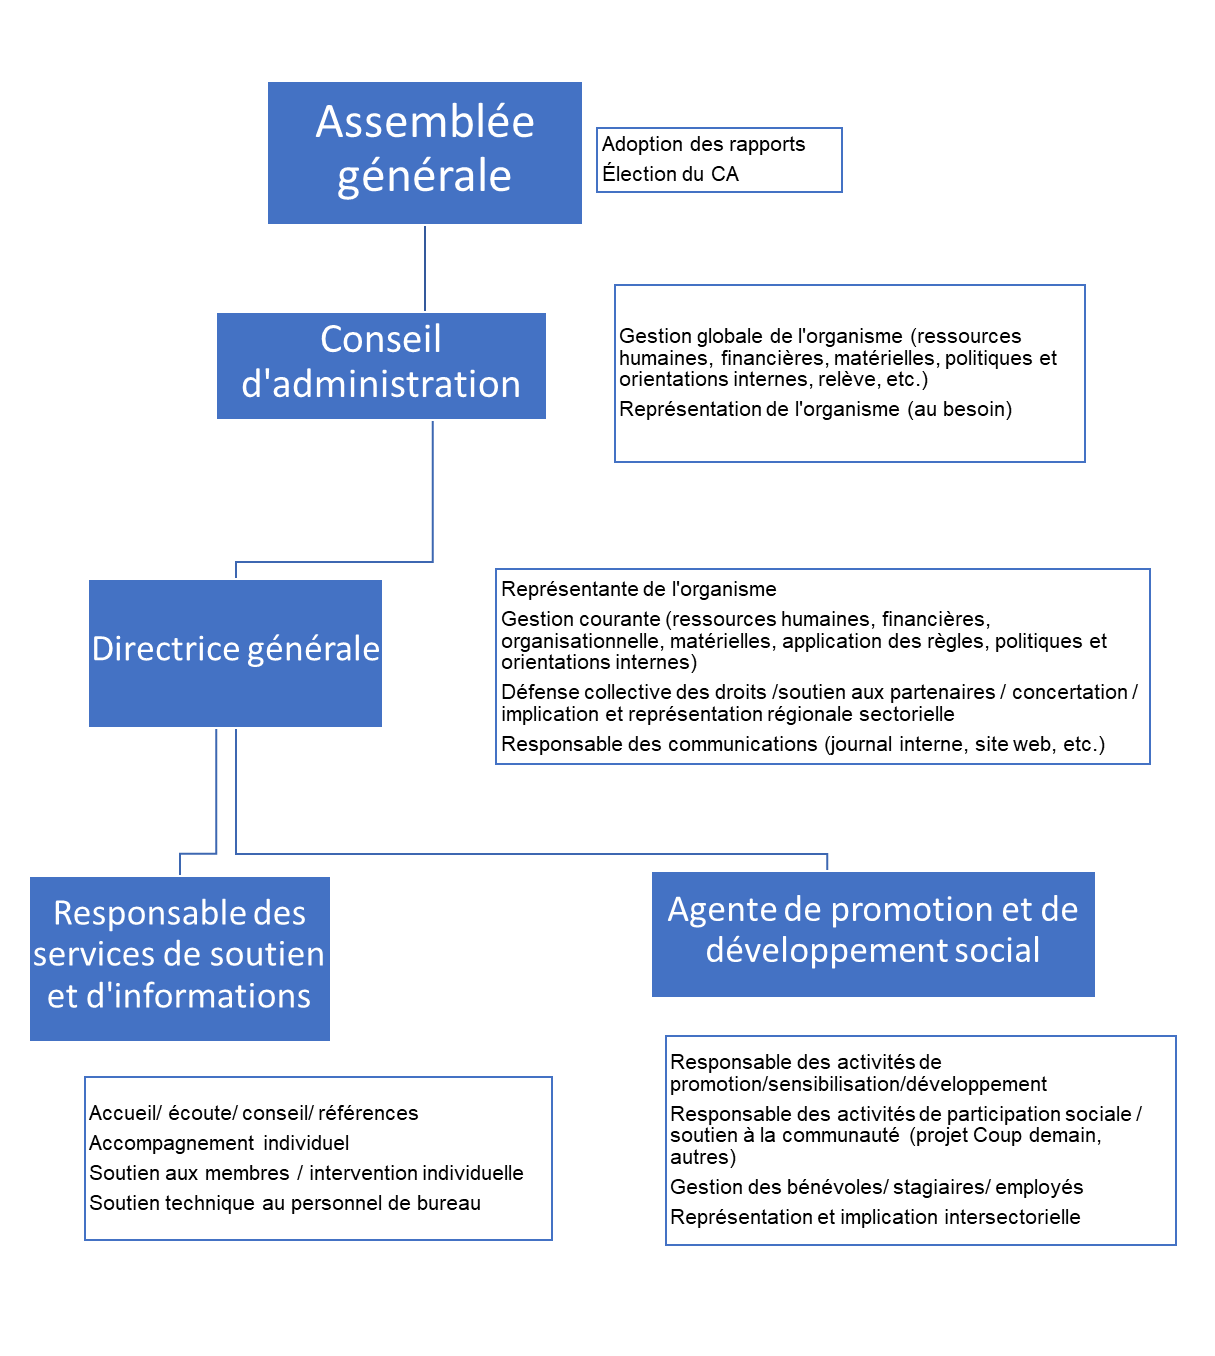 Assemblée
générale
Adoption des rapports
Élection du CA
Conseil
d'administration
Gestion globale de l'organisme (ressources
humaines, financières, matérielles, politiques et
orientations internes, relève, etc.)
Représentation de l'organisme (au besoin)
Directrice générale
Représentante de l'organisme
Gestion courante (ressources humaines, financières,
organisationnelle, matérielles, application des règles, politiques et
orientations internes)
Défense collective des droits /soutien aux partenaires / concertation /
implication et représentation régionale sectorielle
Responsable des communications (journal interne, site web, etc.)
Responsable des
services de soutien
et d'informations
Accueil/ écoute/ conseil/ références
Accompagnement individuel
Soutien aux membres / intervention individuelle
Soutien technique au personnel de bureau
Agente de promotion et de
développement social
Responsable des activités de
promotion/sensibilisation/développement
Responsable des activités de participation sociale /
soutien à la communauté (projet Coup demain,
autres)
Gestion des bénévoles/ stagiaires/ employés
Représentation et implication intersectorielle